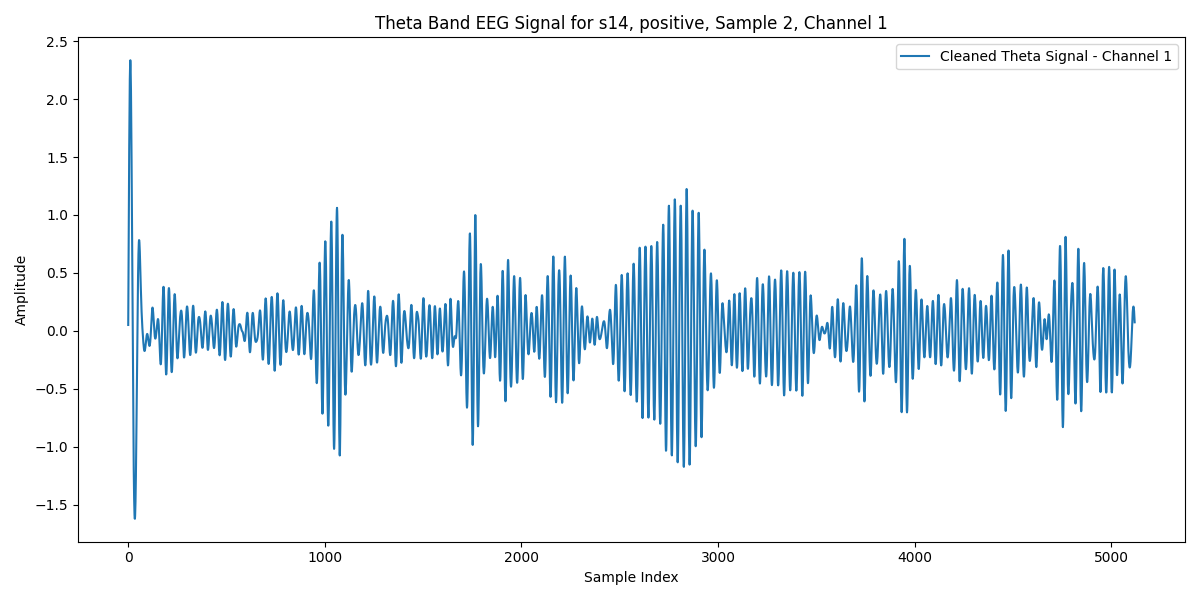 Theta Band EEG Signal for s14, positive, Sample 2, Channel 1
Cleaned Theta Signal - Channel 1
Amplitude
2.5
2.0
1.5
1.0
0.5
0.0
−0.5
−1.0
−1.5
0 1000 2000 3000 4000 5000
Sample Index